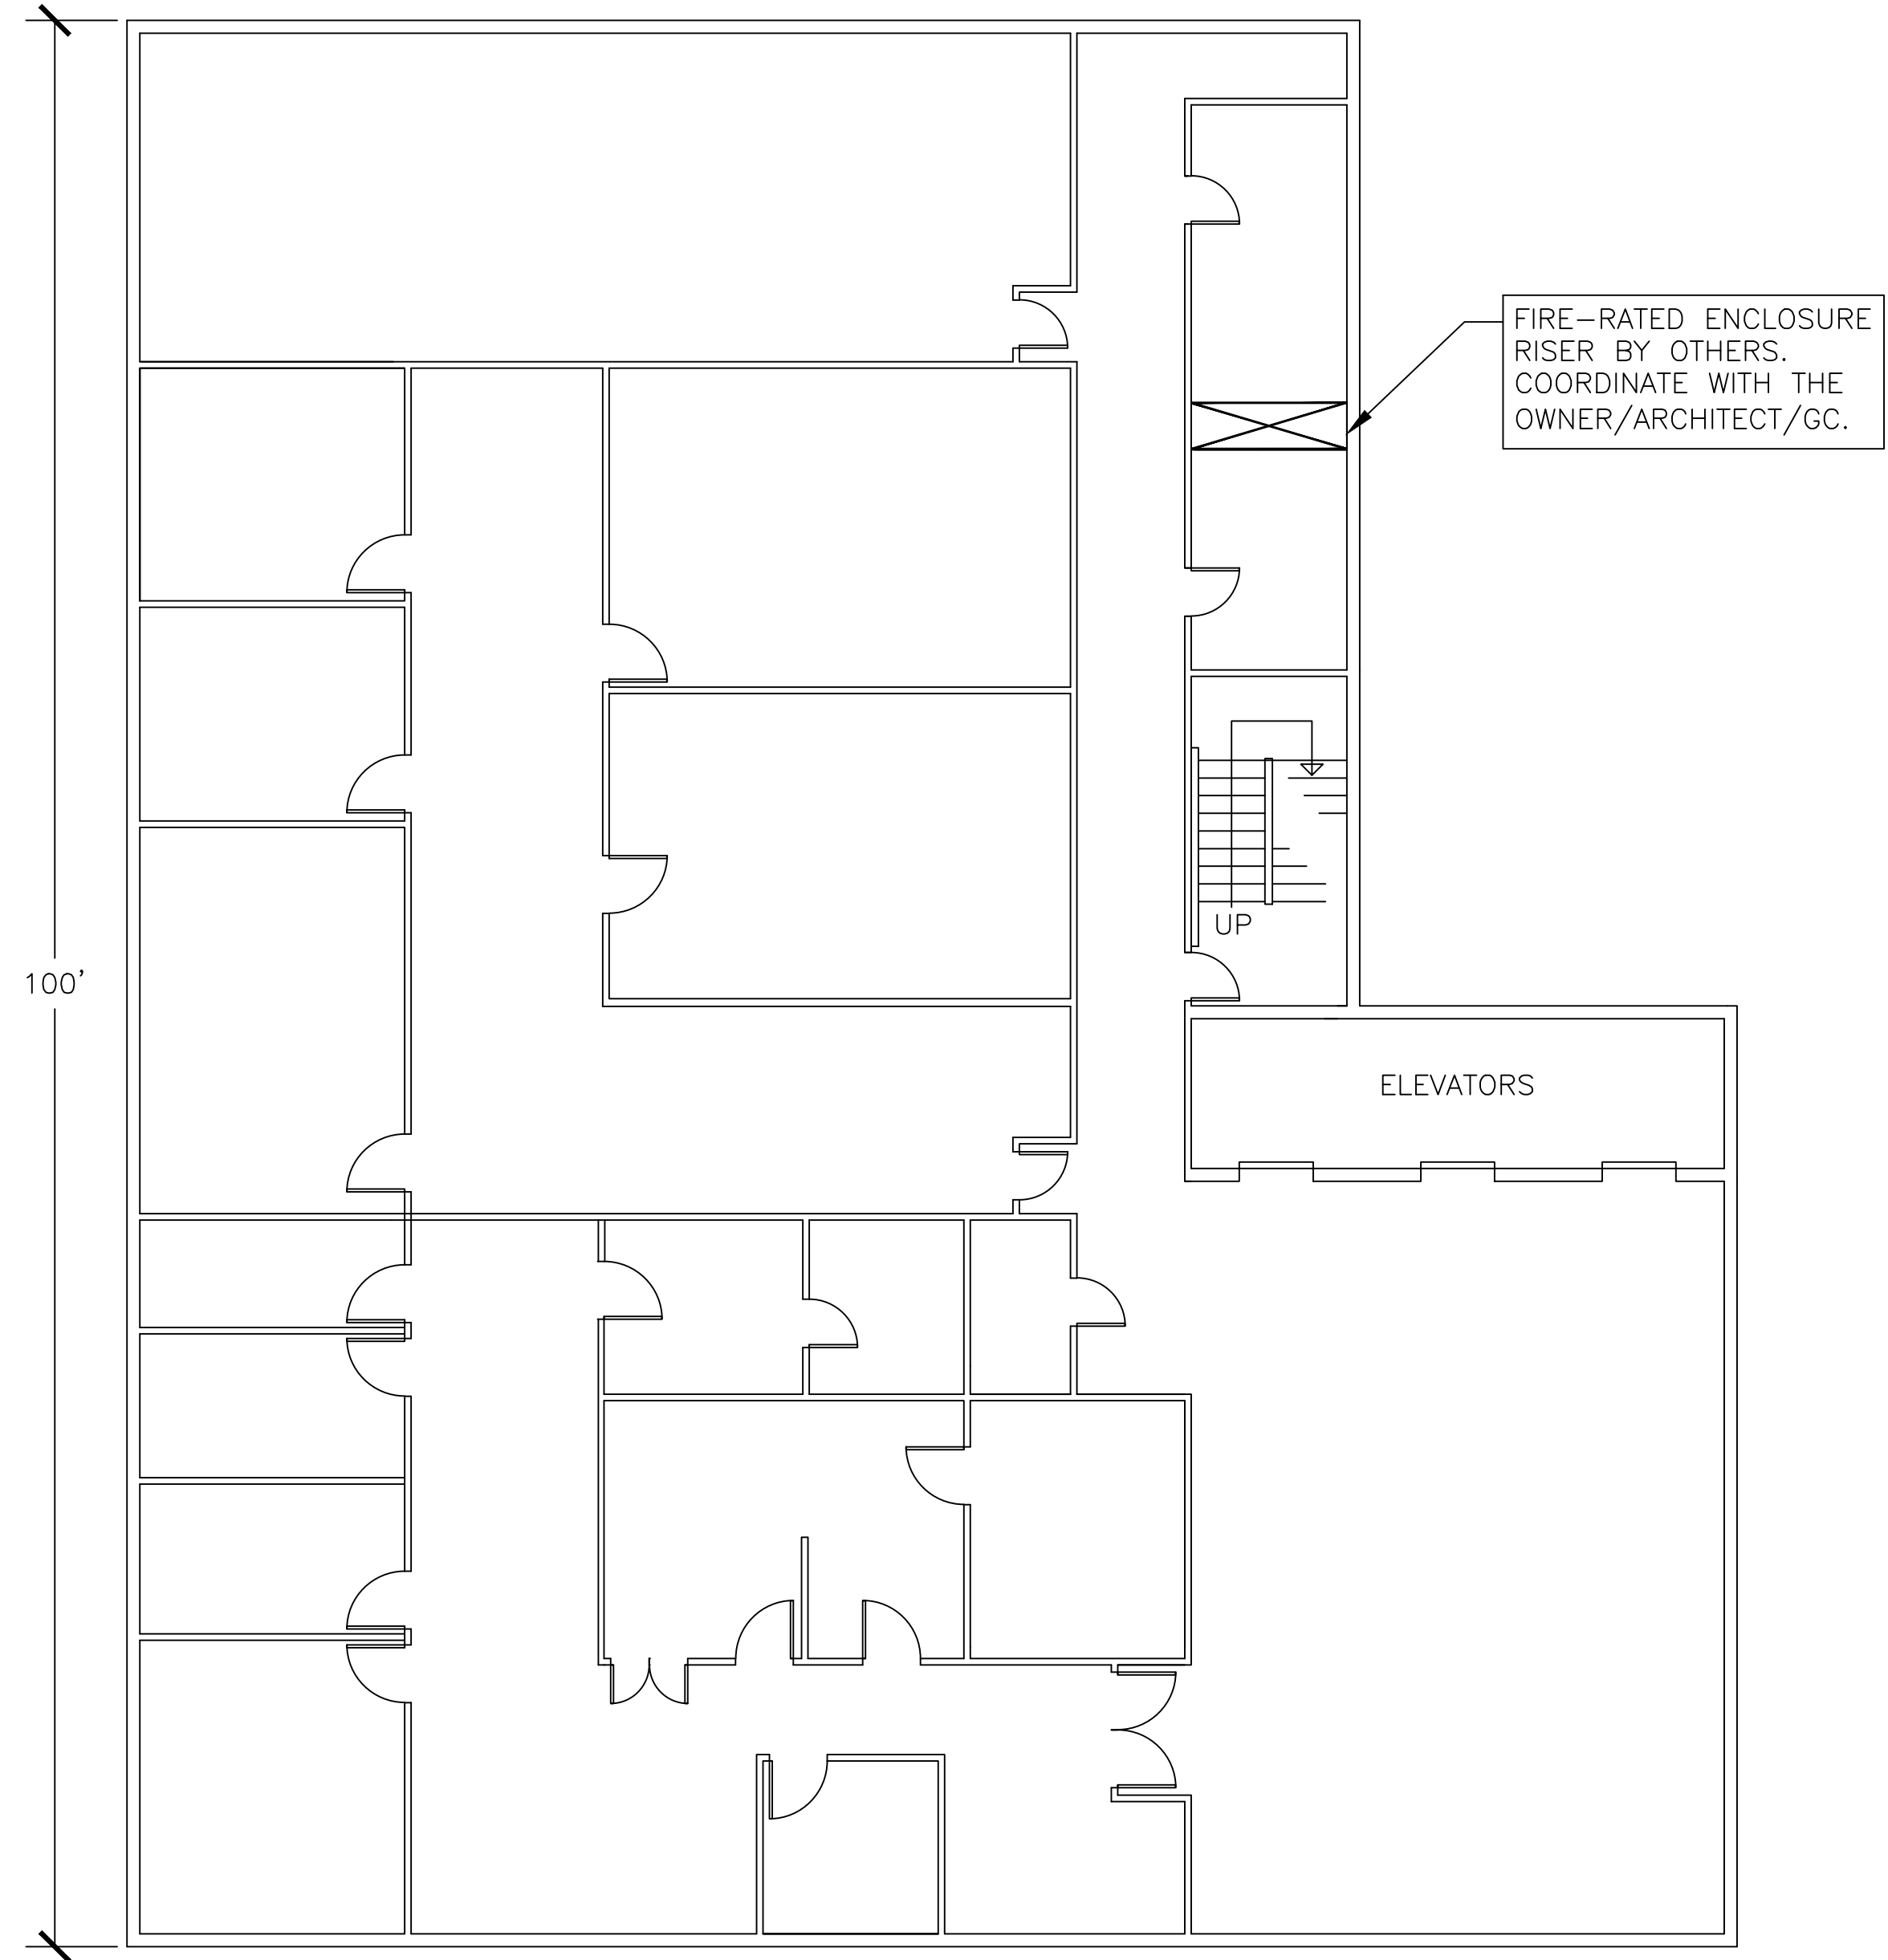 FIRE-RATED ENCLOSURE
RISER BY OTHERS.
COORDINATE WITH THE
OWNER/ARCHITECT/GC.
UP
100'
ELEVATORS